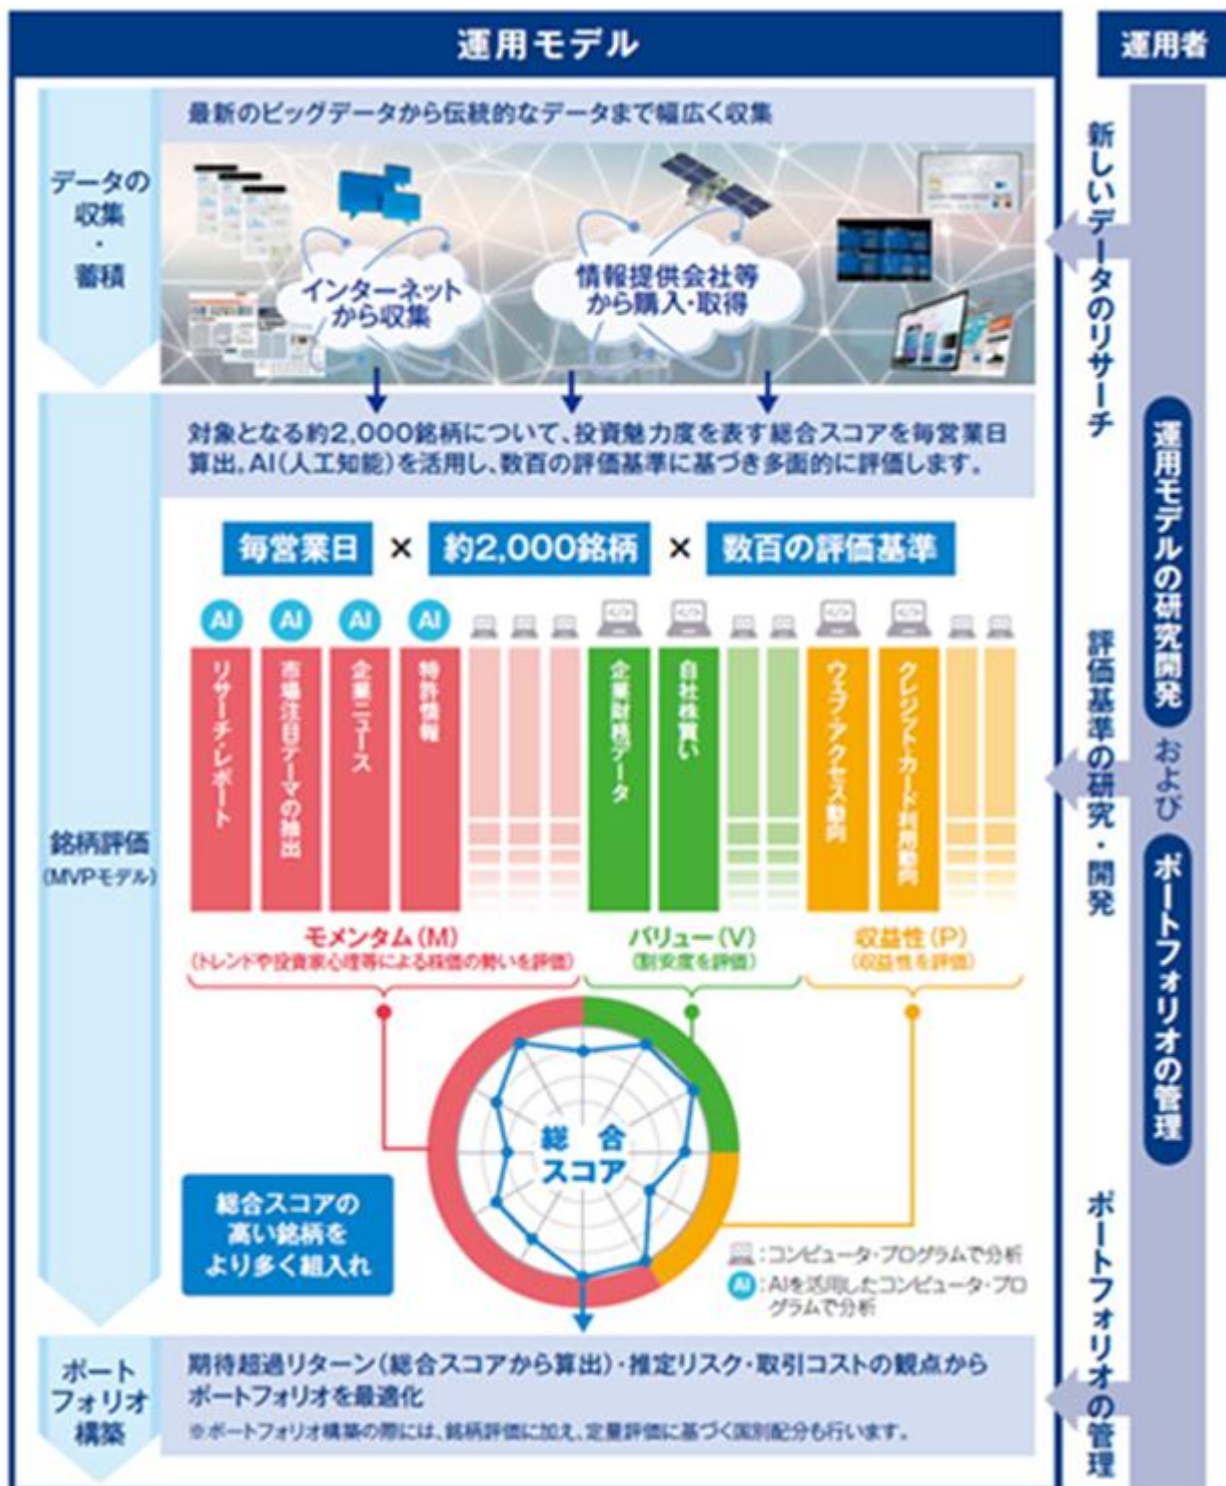 運用モデル
運用者
最新のビッグデータから伝統的なデータまで幅広く収集
データの
収集
・
蓄積
インターネット
から収集
情報提供会社等
から購入・取得
新しいデータのリサーチ
対象となる約2,000銘柄について、投資魅力度を表す総合スコアを毎営業日
算出。AI(人工知能)を活用し、数百の評価基準に基づき多面的に評価します。
毎営業日 × 約2,000銘柄 × 数百の評価基準
AI
AI
AI
AI
リサーチ・レポート
市場注目テーマの抽出
企業ニュース
特許情報
企業財務データ
自社株買い
ウェブ・アクセス動向
クレジット・カード利用動向
銘柄評価
(MVPモデル)
モメンタム(M)
(トレンドや投資家心理等による株価の勢いを評価)
バリュー(V)
(割安度を評価)
収益性(P)
(収益性を評価)
評価基準の研究・開発
運用モデルの研究開発
および
ポートフォリオの管理
総合
スコア
総合スコアの
高い銘柄を
より多く組入れ
:コンピュータ・プログラムで分析
AI:AIを活用したコンピュータ・プロ
グラムで分析
ポート
フォリオ
構築
期待超過リターン(総合スコアから算出)・推定リスク・取引コストの観点から
ポートフォリオを最適化
※ポートフォリオ構築の際には、銘柄評価に加え、定量評価に基づく国別配分も行います。
ポートフォリオの管理